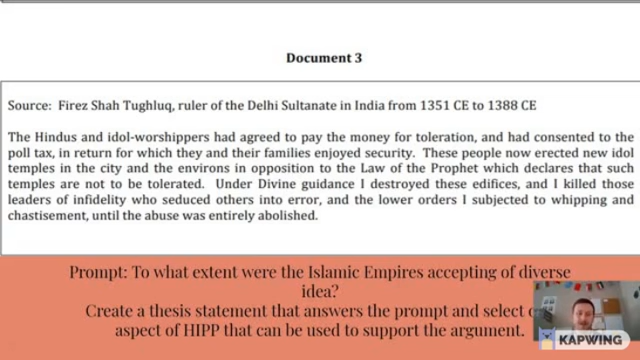 Document 3
Source: Firez Shah Tughluq, ruler of the Delhi Sultanate in India from 1351 CE to 1388 CE
The Hindus and idol-worshippers had agreed to pay the money for toleration, and had consented to the
poll tax, in return for which they and their families enjoyed security. These people now erected new idol
temples in the city and the environs in opposition to the Law of the Prophet which declares that such
temples are not to be tolerated. Under Divine guidance I destroyed these edifices, and I killed those
leaders of infidelity who seduced others into error, and the lower orders I subjected to whipping and
chastisement, until the abuse was entirely abolished.
Prompt: To what extent were the Islamic Empires accepting of diverse
idea?
Create a thesis statement that answers the prompt and select
aspect of HIPP that can be used to support the argument.
KAPWING